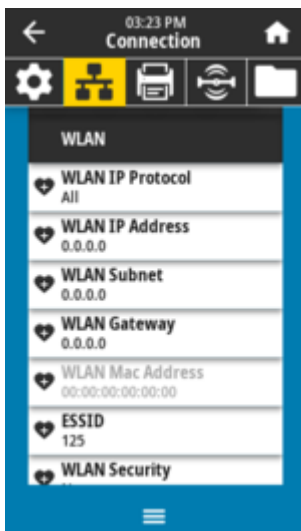 03:23 PM
Connection
WLAN
WLAN IP Protocol
All
WLAN IP Address
0.0.0.0
WLAN Subnet
0.0.0.0
WLAN Gateway
0.0.0.0
WLAN Mac Address
00:00:00:00:00:00
ESSID
125
WLAN Security